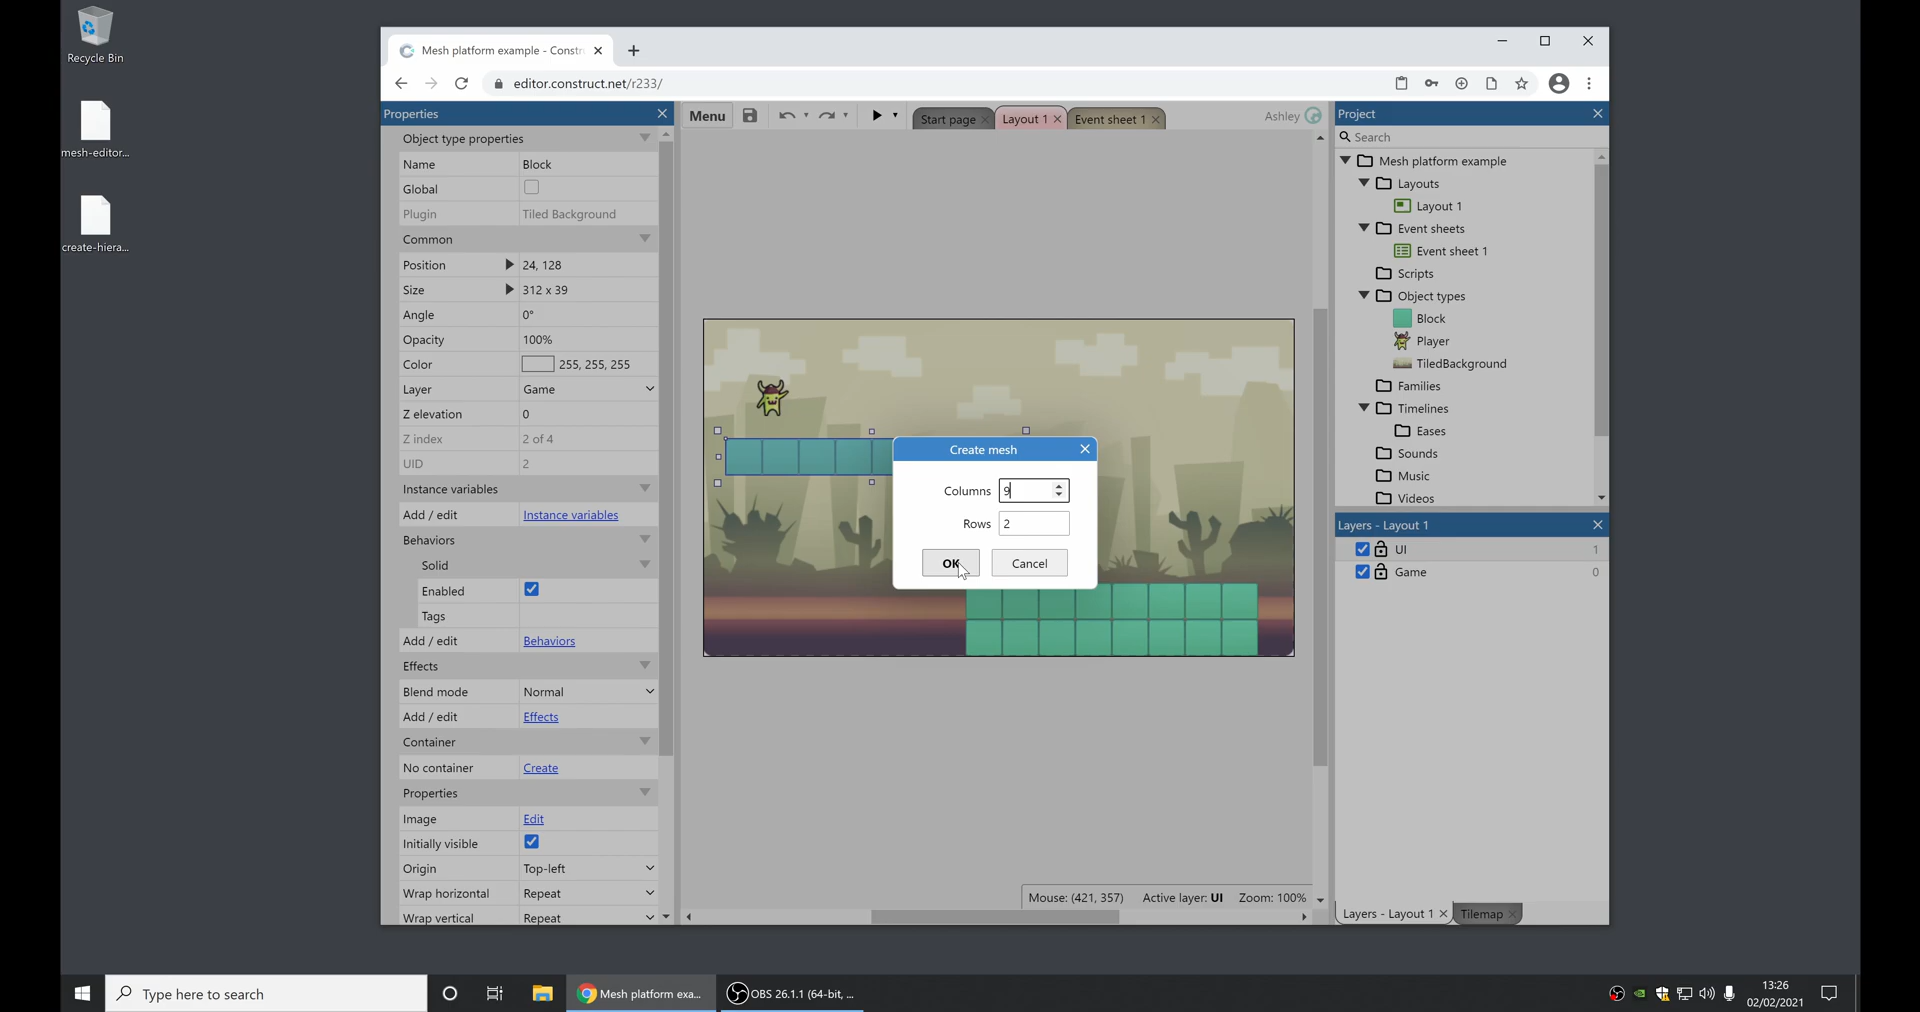 Recycle Bin
mesh-editor...
create-hiera...
Mesh platform example - Constr
editor.construct.net/r233/
Properties
Object type properties
Name Block
Global
Plugin Tiled Background
Common
Position 24, 128
Size 312 x 39
Angle 0°
Opacity 100%
Color 255, 255, 255
Layer Game
Z elevation 0
Z index 2 of 4
UID 2
Instance variables
Add / edit Instance variables
Behaviors
Solid
Enabled
Tags
Add / edit Behaviors
Effects
Blend mode Normal
Add / edit Effects
Container
No container Create
Properties
Image Edit
Initially visible
Origin Top-left
Wrap horizontal Repeat
Wrap vertical Repeat
Menu
Start page
Layout 1
Event sheet 1
Ashley
Create mesh
Columns 9
Rows 2
OK Cancel
Mouse: (421, 357) Active layer: UI Zoom: 100%
Project
Search
Mesh platform example
Layouts
Layout 1
Event sheets
Event sheet 1
Scripts
Object types
Block
Player
TiledBackground
Families
Timelines
Eases
Sounds
Music
Videos
Layers - Layout 1
UI 1
Game 0
Layers - Layout 1 Tilemap
Type here to search
Mesh platform exa...
OBS 26.1.1 (64-bit, ...
13:26
02/02/2021